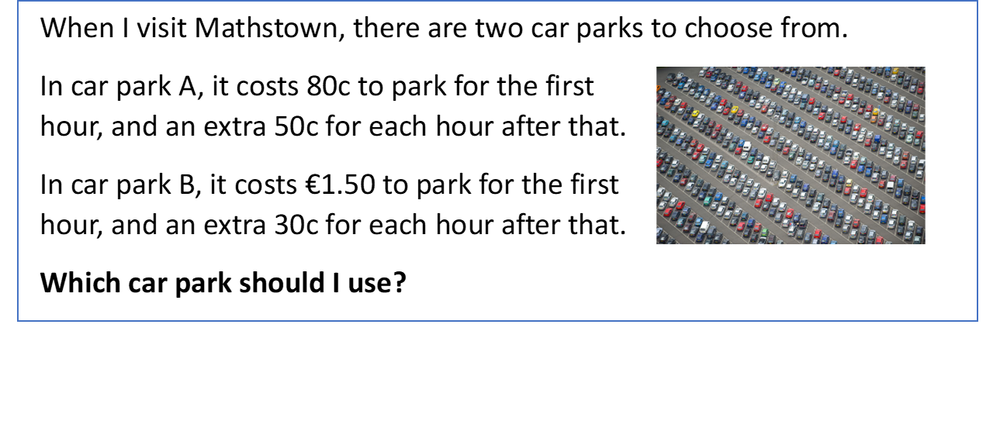 When I visit Mathstown, there are two car parks to choose from.
In car park A, it costs 80c to park for the first
hour, and an extra 50c for each hour after that.
In car park B, it costs €1.50 to park for the first
hour, and an extra 30c for each hour after that.
Which car park should I use?